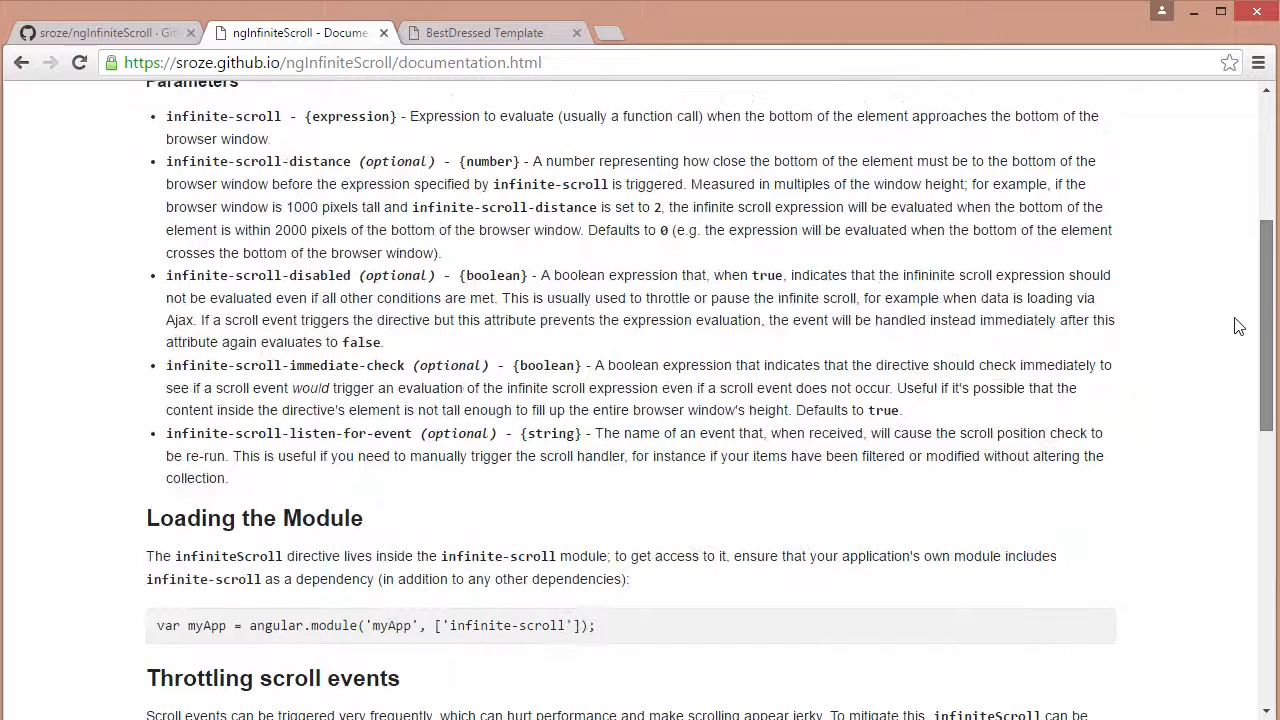 sroze/ngInfiniteScroll · Git
ngInfiniteScroll - Docume
BestDressed Template
https://sroze.github.io/ngInfiniteScroll/documentation.html
Parameters
infinite-scroll - {expression} - Expression to evaluate (usually a function call) when the bottom of the element approaches the bottom of the
browser window.
infinite-scroll-distance (optional) - {number} - A number representing how close the bottom of the element must be to the bottom of the
browser window before the expression specified by infinite-scroll is triggered. Measured in multiples of the window height; for example, if the
browser window is 1000 pixels tall and infinite-scroll-distance is set to 2, the infinite scroll expression will be evaluated when the bottom of the
element is within 2000 pixels of the bottom of the browser window. Defaults to 0 (e.g. the expression will be evaluated when the bottom of the element
crosses the bottom of the browser window).
infinite-scroll-disabled (optional) - {boolean} - A boolean expression that, when true, indicates that the infininite scroll expression should
not be evaluated even if all other conditions are met. This is usually used to throttle or pause the infinite scroll, for example when data is loading via
Ajax. If a scroll event triggers the directive but this attribute prevents the expression evaluation, the event will be handled instead immediately after this
attribute again evaluates to false.
infinite-scroll-immediate-check (optional) - {boolean} - A boolean expression that indicates that the directive should check immediately to
see if a scroll event would trigger an evaluation of the infinite scroll expression even if a scroll event does not occur. Useful if it's possible that the
content inside the directive's element is not tall enough to fill up the entire browser window's height. Defaults to true.
infinite-scroll-listen-for-event (optional) - {string} - The name of an event that, when received, will cause the scroll position check to
be re-run. This is useful if you need to manually trigger the scroll handler, for instance if your items have been filtered or modified without altering the
collection.
Loading the Module
The infiniteScroll directive lives inside the infinite-scroll module; to get access to it, ensure that your application's own module includes
infinite-scroll as a dependency (in addition to any other dependencies):
var myApp = angular.module('myApp', ['infinite-scroll']);
Throttling scroll events
Scroll events can be triggered very frequently, which can hurt performance and make scrolling appear jerky. To mitigate this, infiniteScroll can be